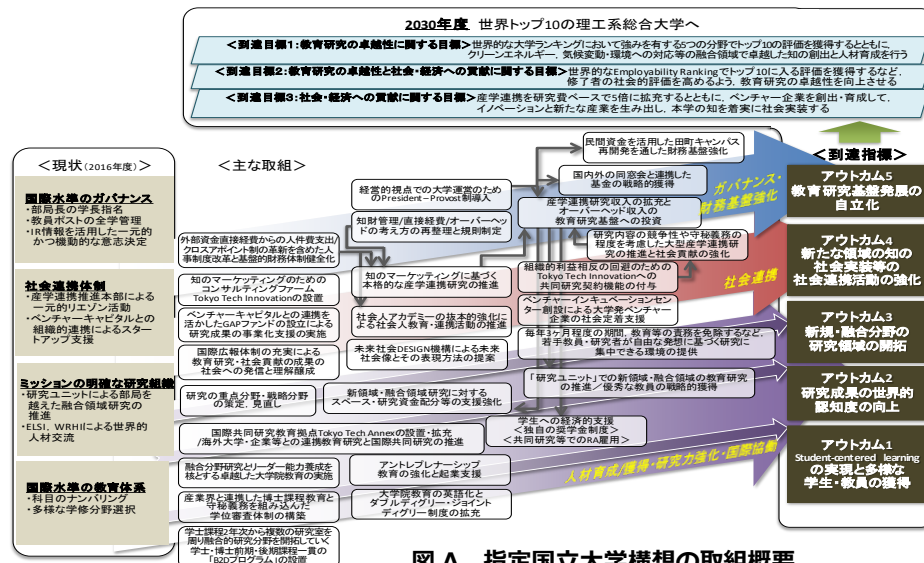 2030年度 世界トップ10の理工系総合大学へ
＜到達目標1：教育研究の卓越性に関する目標＞世界的な大学ランキングにおいて強みを有する5つの分野でトップ10の評価を獲得するとともに，
クリーンエネルギー，気候変動・環境への対応等の融合領域で卓越した知の創出と人材育成を行う
＜到達目標2：教育研究の卓越性と社会・経済への貢献に関する目標＞世界的なEmployability Rankingでトップ10に入る評価を獲得するなど，
修了者の社会的評価を高めるよう，教育研究の卓越性を向上させる
＜到達目標3：社会・経済への貢献に関する目標＞産学連携を研究費ベースで5倍に拡充するとともに，ベンチャー企業を創出・育成して，
イノベーションと新たな産業を生み出し，本学の知を着実に社会実装する
＜現状(2016年度)＞
国際水準のガバナンス
・部局長の学長指名
・教員ポストの全学管理
・IR情報を活用した一元的
かつ機動的な意志決定
社会連携体制
・産学連携推進本部による一
元的リエゾン活動
・ベンチャーキャピタルとの
組織的連携によるスター
トアップ支援
ミッションの明確な研究組織
・研究ユニットによる部局を
越えた融合領域研究の
推進
・ELSI、WRHIによる世界的
人材交流
国際水準の教育体系
・科目のナンバリング
・多様な学修分野選択
＜主な取組＞
民間資金を活用した田町キャンパス
再開発を通した財務基盤強化
経営的視点での大学運営のため
のPresident－Provost制導入
国内外の同窓会と連携した
基金の戦略的獲得
知財管理/直接経費/オーバーヘッ
ドの考え方の再整理と規則制定
産学連携研究収入の拡充と
オーバーヘッド収入の
教育研究基盤への投資
外部資金直接経費からの人件費支出/
クロスアポイント制の革新を含めた人
事制度改革と基盤的財務体制健全化
研究内容の競争性や守秘義務の
程度を考慮した大型産学連携研
究の推進と社会貢献の強化
知のマーケティングのための
コンサルティングファーム
Tokyo Tech Innovationの設置
知のマーケティングに基づく
本格的な産学連携研究の推進
組織的利益相反の回避のための
Tokyo Tech Innovationへの
共同研究契約機能の付与
ベンチャーキャピタルとの連携を
活かしたGAPファンドの設立による
研究成果の事業化支援の実施
社会人アカデミーの抜本的強化に
よる社会人教育・連携活動の推進
ベンチャーインキュベーションセン
ター創設による大学発ベンチャー
企業の社会定着支援
国際広報体制の充実による
教育研究・社会貢献の成果の
社会への発信と理解醸成
未来社会DESIGN機構による未来
社会像とその表現方法の提案
毎年3ヶ月程度の期間，教育等の責務を免除するなど，
若手教員・研究者が自由な発想に基づく研究に
集中できる環境の提供
研究の重点分野・戦略分野
の策定，見直し
新領域・融合領域研究に対する
スペース・研究資金配分等の支援強化
「研究ユニット」での新領域・融合領域の教育研究
の推進／優秀な教員の戦略的獲得
国際共同研究教育拠点Tokyo Tech Annexの設置・拡充
/海外大学・企業等との連携教育研究と国際共同研究の推進
学生への経済的支援
＜独自の奨学金制度＞
＜共同研究等でのRA雇用＞
融合分野研究とリーダー能力養成を
核とする卓越した大学院教育の実施
アントレプレナーシップ
教育の強化と起業支援
産業界と連携した博士課程教育と
守秘義務を組み込んだ
学位審査体制の構築
大学院教育の英語化と
ダブルディグリー・ジョイント
ディグリー制度の拡充
学士課程2年次から複数の研究室を
周り融合的研究分野を開拓していく
学士・博士前期・後期課程一貫の
「B2Dプログラム」の設置
ガバナンス・
財務基盤強化
社会連携
人材育成/獲得・研究力強化・国際協働
＜到達指標＞
アウトカム5
教育研究基盤発展の
自立化
アウトカム4
新たな領域の知の
社会実装等の
社会連携活動の強化
アウトカム3
新規・融合分野の
研究領域の開拓
アウトカム2
研究成果の世界的
認知度の向上
アウトカム1
Student-centered learning
の実現と多様な
学生・教員の獲得
図 A 指定国立大学構想の取組概要